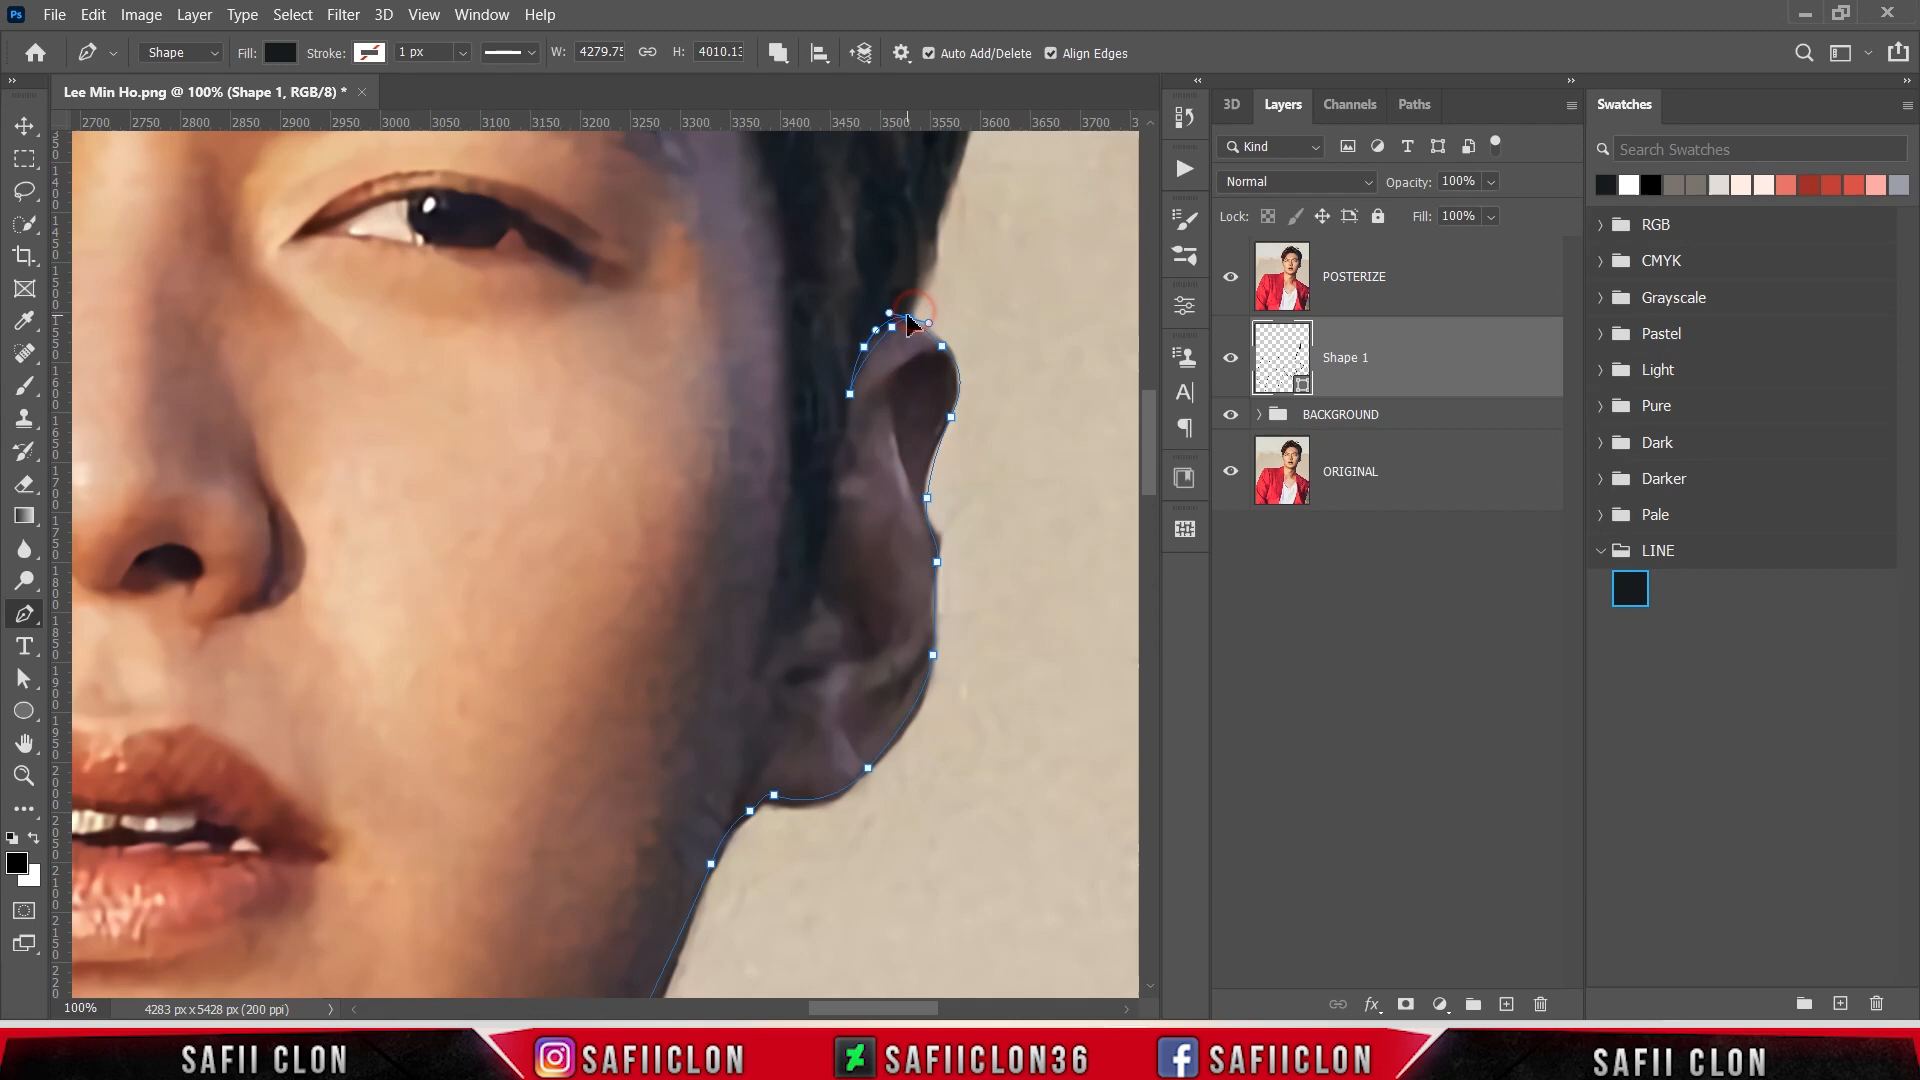 Ps File Edit Image Layer Type Select Filter 3D View Window Help
Shape Fill: Stroke: 1 px W: 4279.75 H: 4010.13 Auto Add/Delete Align Edges
Lee Min Ho.png @ 100% (Shape 1, RGB/8) *
2700 2750 2800 2850 2900 2950 3000 3050 3100 3150 3200 3250 3300 3350 3400 3450 3500 3550 3600 3650 3700
3D Layers Channels Paths
Swatches
Kind
Search Swatches
Normal Opacity: 100%
Lock: Fill: 100%
POSTERIZE
Shape 1
BACKGROUND
ORIGINAL
RGB
CMYK
Grayscale
Pastel
Light
Pure
Dark
Darker
Pale
LINE
100% 4283 px x 5428 px (200 ppi)
fx
SAFII CLON SAFIICLON SAFIICLON36 SAFIICLON SAFII CLON